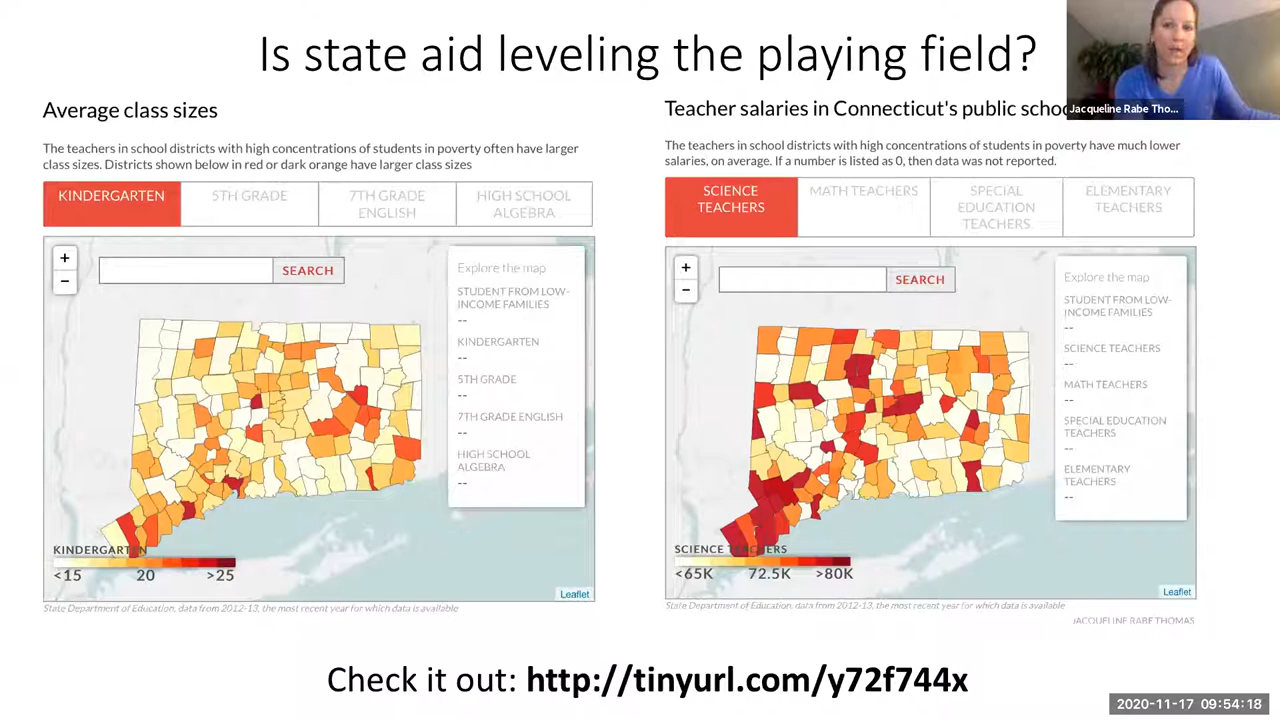 Is state aid leveling the playing field?
Jacqueline Rabe Tho...
Average class sizes
The teachers in school districts with high concentrations of students in poverty often have larger
class sizes. Districts shown below in red or dark orange have larger class sizes
KINDERGARTEN
5TH GRADE
7TH GRADE
ENGLISH
HIGH SCHOOL
ALGEBRA
+
−
SEARCH
Explore the map
STUDENT FROM LOW-
INCOME FAMILIES
--
KINDERGARTEN
--
5TH GRADE
--
7TH GRADE ENGLISH
--
HIGH SCHOOL
ALGEBRA
--
KINDERGARTEN
<15 20 >25
Leaflet
State Department of Education, data from 2012-13, the most recent year for which data is available
Teacher salaries in Connecticut's public schoo
The teachers in school districts with high concentrations of students in poverty have much lower
salaries, on average. If a number is listed as 0, then data was not reported.
SCIENCE
TEACHERS
MATH TEACHERS
SPECIAL
EDUCATION
TEACHERS
ELEMENTARY
TEACHERS
+
−
SEARCH
Explore the map
STUDENT FROM LOW-
INCOME FAMILIES
--
SCIENCE TEACHERS
--
MATH TEACHERS
--
SPECIAL EDUCATION
TEACHERS
--
ELEMENTARY
TEACHERS
--
SCIENCE TEACHERS
<65K 72.5K >80K
Leaflet
State Department of Education, data from 2012-13, the most recent year for which data is available
JACQUELINE RABE THOMAS
Check it out: http://tinyurl.com/y72f744x
2020-11-17 09:54:18